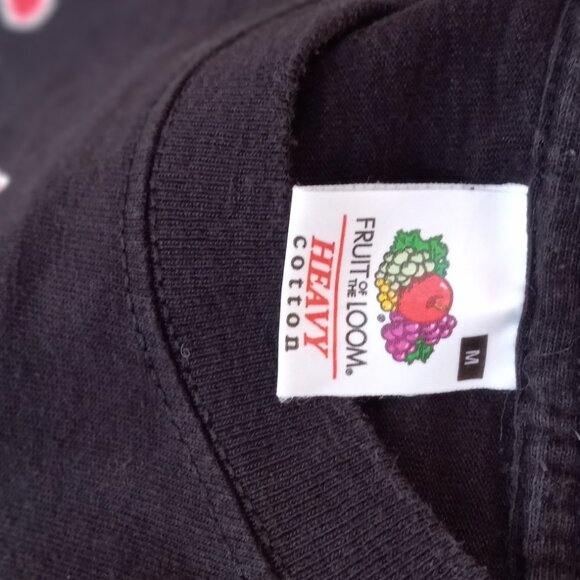 M
FRUIT OF THE LOOM®
HEAVY
cotton